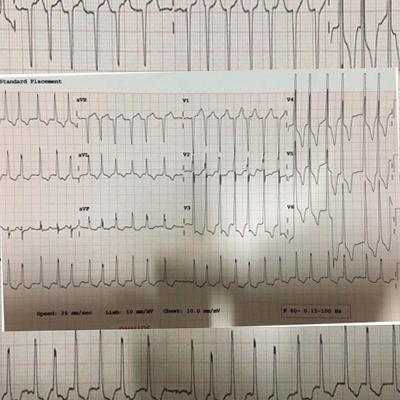 Standard Placement
aVR V1 V4
aVL V2 V5
aVF V3 V6
Speed: 25 mm/sec Limb: 10 mm/mV Chest: 10.0 mm/mV F 60~ 0.15-100 Hz
PHILIPS